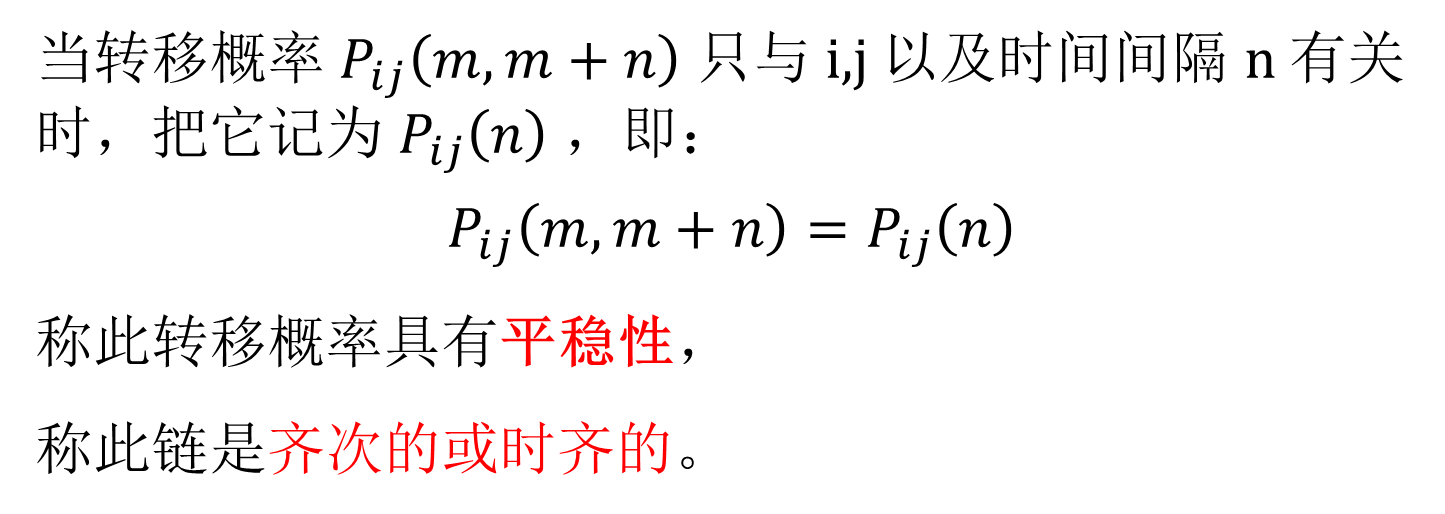 当转移概率 $P_{ij}(m, m+n)$ 只与 i,j 以及时间间隔 n 有关
时，把它记为 $P_{ij}(n)$ ，即：
$P_{ij}(m, m+n) = P_{ij}(n)$
称此转移概率具有平稳性，
称此链是齐次的或时齐的。